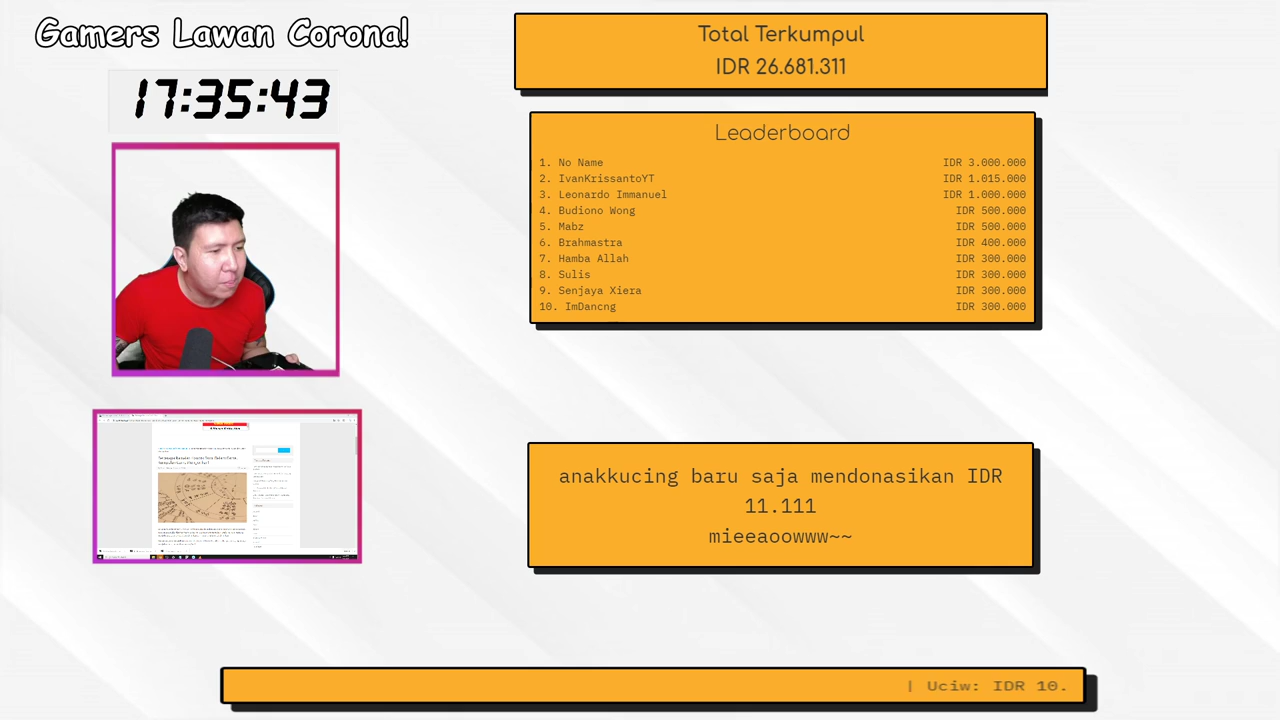 Gamers Lawan Corona!
17:35:43
Total Terkumpul
IDR 26.681.311
Leaderboard
1. No Name IDR 3.000.000
2. IvanKrissantoYT IDR 1.015.000
3. Leonardo Immanuel IDR 1.000.000
4. Budiono Wong IDR 500.000
5. Mabz IDR 500.000
6. Brahmastra IDR 400.000
7. Hamba Allah IDR 300.000
8. Sulis IDR 300.000
9. Senjaya Xiera IDR 300.000
10. ImDancng IDR 300.000
anakkucing baru saja mendonasikan IDR
11.111
mieeaoowww~~
| Uciw: IDR 10.